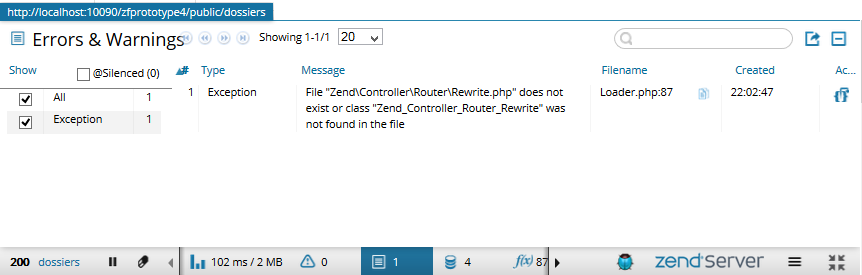 http://localhost:10090/zfprototype4/public/dossiers
Errors & Warnings Showing 1-1/1 20
Show @Silenced (0) # Type Message Filename Created Ac...
All 1
Exception 1
1 Exception File "Zend\Controller\Router\Rewrite.php" does not Loader.php:87 22:02:47
exist or class "Zend_Controller_Router_Rewrite" was
not found in the file
200 dossiers 102 ms / 2 MB 0 1 4 f(x) 87 zend Server